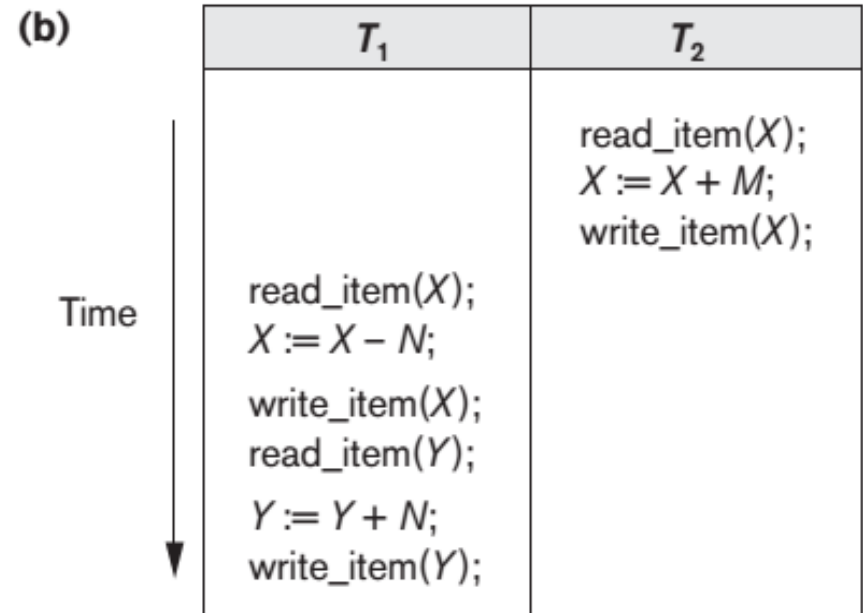 (b)
T₁ T₂
read_item(X);
X := X + M;
write_item(X);
Time
read_item(X);
X := X – N;
write_item(X);
read_item(Y);
Y := Y + N;
write_item(Y);